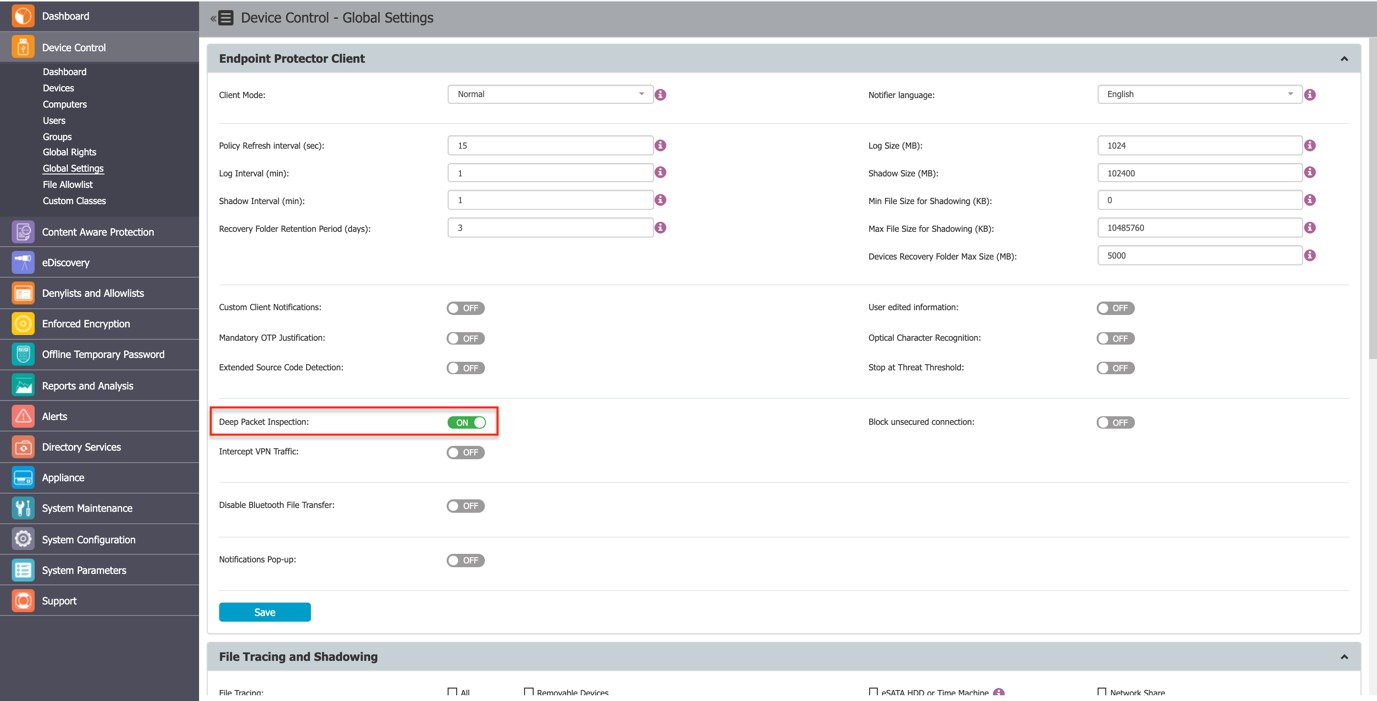 Dashboard
Device Control
Dashboard
Devices
Computers
Users
Groups
Global Rights
Global Settings
File Allowlist
Custom Classes
Content Aware Protection
eDiscovery
Denylists and Allowlists
Enforced Encryption
Offline Temporary Password
Reports and Analysis
Alerts
Directory Services
Appliance
System Maintenance
System Configuration
System Parameters
Support
Device Control - Global Settings
Endpoint Protector Client
Client Mode: Normal Notifier language: English
Policy Refresh interval (sec): 15 Log Size (MB): 1024
Log Interval (min): 1 Shadow Size (MB): 102400
Shadow Interval (min): 1 Min File Size for Shadowing (KB): 0
Recovery Folder Retention Period (days): 3 Max File Size for Shadowing (KB): 10485760
Devices Recovery Folder Max Size (MB): 5000
Custom Client Notifications: OFF User edited information: OFF
Mandatory OTP Justification: OFF Optical Character Recognition: OFF
Extended Source Code Detection: OFF Stop at Threat Threshold: OFF
Deep Packet Inspection: ON Block unsecured connection: OFF
Intercept VPN Traffic: OFF
Disable Bluetooth File Transfer: OFF
Notifications Pop-up: OFF
Save
File Tracing and Shadowing
File Tracing: All Removable Devices eSATA HDD or Time Machine Network Share